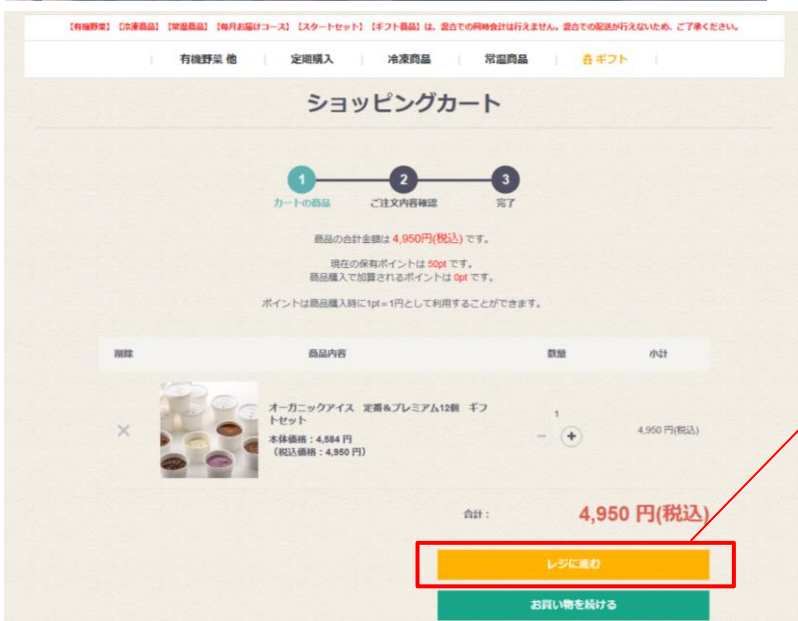 【有機野菜】【冷凍商品】【常温商品】【毎月お届けコース】【スタートセット】【ギフト商品】は、混合での同時会計は行えません。混合での配送が行えないため、ご了承ください。
有機野菜 他 定期購入 冷凍商品 常温商品 ギフト
ショッピングカート
1 2 3
カートの商品 ご注文内容確認 完了
商品の合計金額は 4,950円(税込) です。
現在の保有ポイントは 50pt です。
商品購入で加算されるポイントは 0pt です。
ポイントは商品購入時に1pt＝1円として利用することができます。
削除 商品内容 数量 小計
オーガニックアイス 定番&プレミアム12個 ギフ
トセット
本体価格：4,584 円
（税込価格：4,950 円）
1
4,950 円(税込)
合計： 4,950 円(税込)
レジに進む
お買い物を続ける